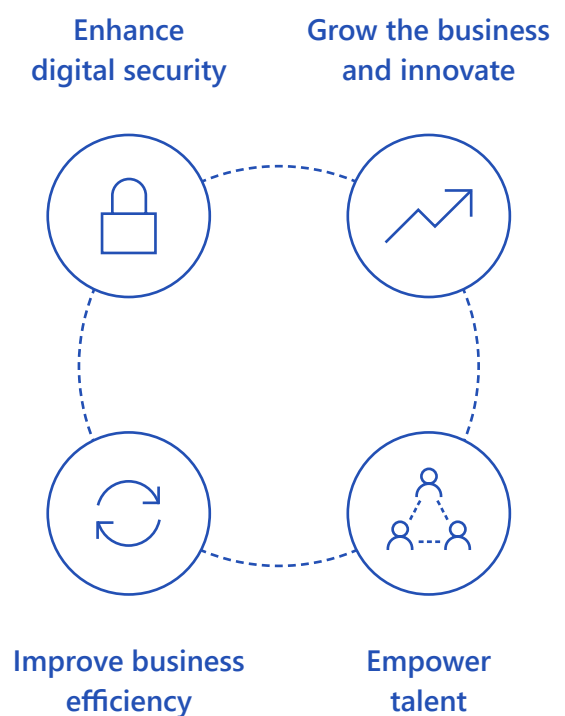 Enhance
digital security
Grow the business
and innovate
Improve business
efficiency
Empower
talent